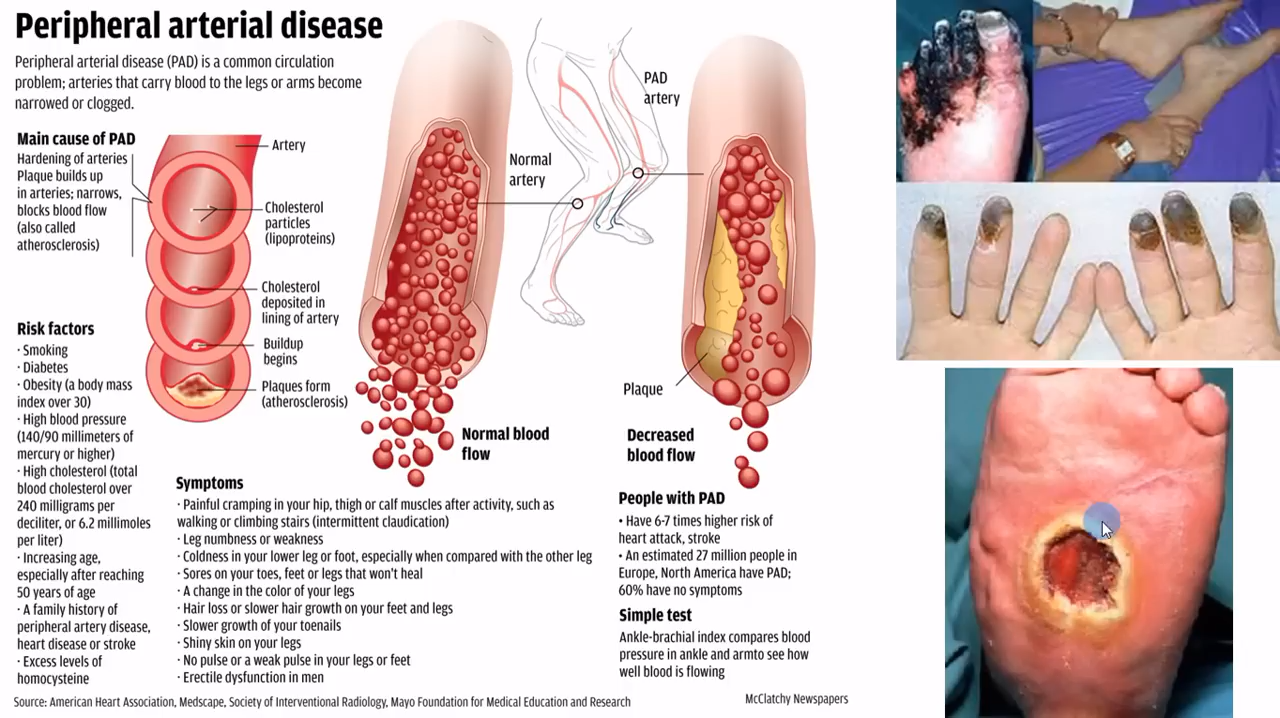 Peripheral arterial disease
Peripheral arterial disease (PAD) is a common circulation
problem; arteries that carry blood to the legs or arms become
narrowed or clogged.
Main cause of PAD
Hardening of arteries
Plaque builds up
in arteries; narrows,
blocks blood flow
(also called
atherosclerosis)
Artery
Cholesterol
particles
(lipoproteins)
Cholesterol
deposited in
lining of artery
Buildup
begins
Plaques form
(atherosclerosis)
Risk factors
· Smoking
· Diabetes
· Obesity (a body mass
index over 30)
· High blood pressure
(140/90 millimeters of
mercury or higher)
· High cholesterol (total
blood cholesterol over
240 milligrams per
deciliter, or 6.2 millimoles
per liter)
· Increasing age,
especially after reaching
50 years of age
· A family history of
peripheral artery disease,
heart disease or stroke
· Excess levels of
homocysteine
Normal
artery
PAD
artery
Plaque
Normal blood
flow
Decreased
blood flow
Symptoms
· Painful cramping in your hip, thigh or calf muscles after activity, such as
walking or climbing stairs (intermittent claudication)
· Leg numbness or weakness
· Coldness in your lower leg or foot, especially when compared with the other leg
· Sores on your toes, feet or legs that won't heal
· A change in the color of your legs
· Hair loss or slower hair growth on your feet and legs
· Slower growth of your toenails
· Shiny skin on your legs
· No pulse or a weak pulse in your legs or feet
· Erectile dysfunction in men
People with PAD
• Have 6-7 times higher risk of
heart attack, stroke
• An estimated 27 million people in
Europe, North America have PAD;
60% have no symptoms
Simple test
Ankle-brachial index compares blood
pressure in ankle and armto see how
well blood is flowing
Source: American Heart Association, Medscape, Society of Interventional Radiology, Mayo Foundation for Medical Education and Research
McClatchy Newspapers